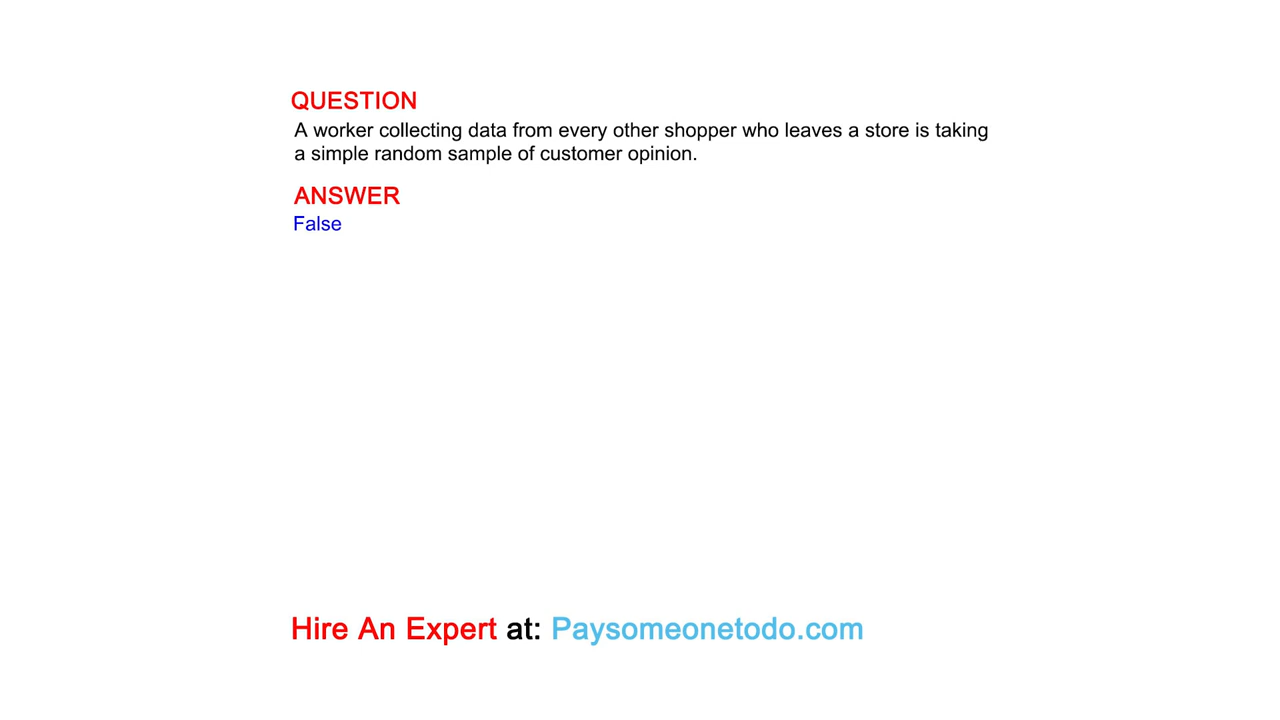 QUESTION
A worker collecting data from every other shopper who leaves a store is taking
a simple random sample of customer opinion.
ANSWER
False
Hire An Expert at: Paysomeonetodo.com